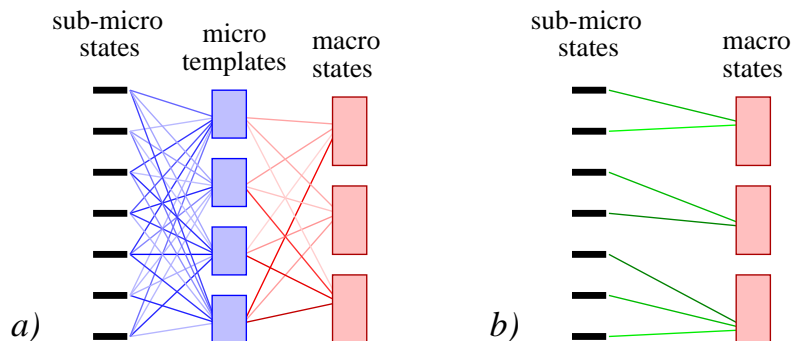 sub-micro
states
micro
templates
macro
states
a)
sub-micro
states
macro
states
b)